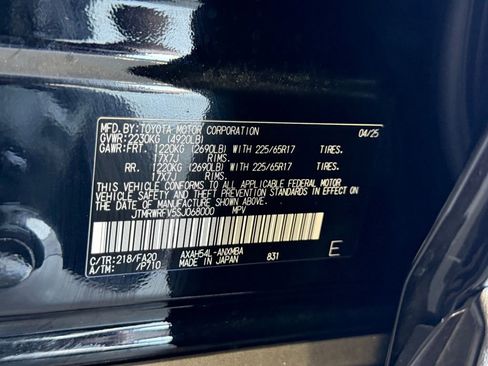 MFD.BY:TOYOTA MOTOR CORPORATION 04/25
GVWR:2230KG (4920LB)
GAWR:FRT. 1220KG (2690LB) WITH 225/65R17 TIRES.
17X7J RIMS.
RR. 1220KG (2690LB) WITH 225/65R17 TIRES.
17X7J RIMS.
THIS VEHICLE CONFORMS TO ALL APPLICABLE FEDERAL MOTOR
VEHICLE SAFETY STANDARDS IN EFFECT ON THE DATE OF
MANUFACTURE SHOWN ABOVE.
JTMRWRFV5SJ068000 MPV
C/TR:218/FA20 AXAH54L-ANXMBA
A/TM: /P710 MADE IN JAPAN 831 E